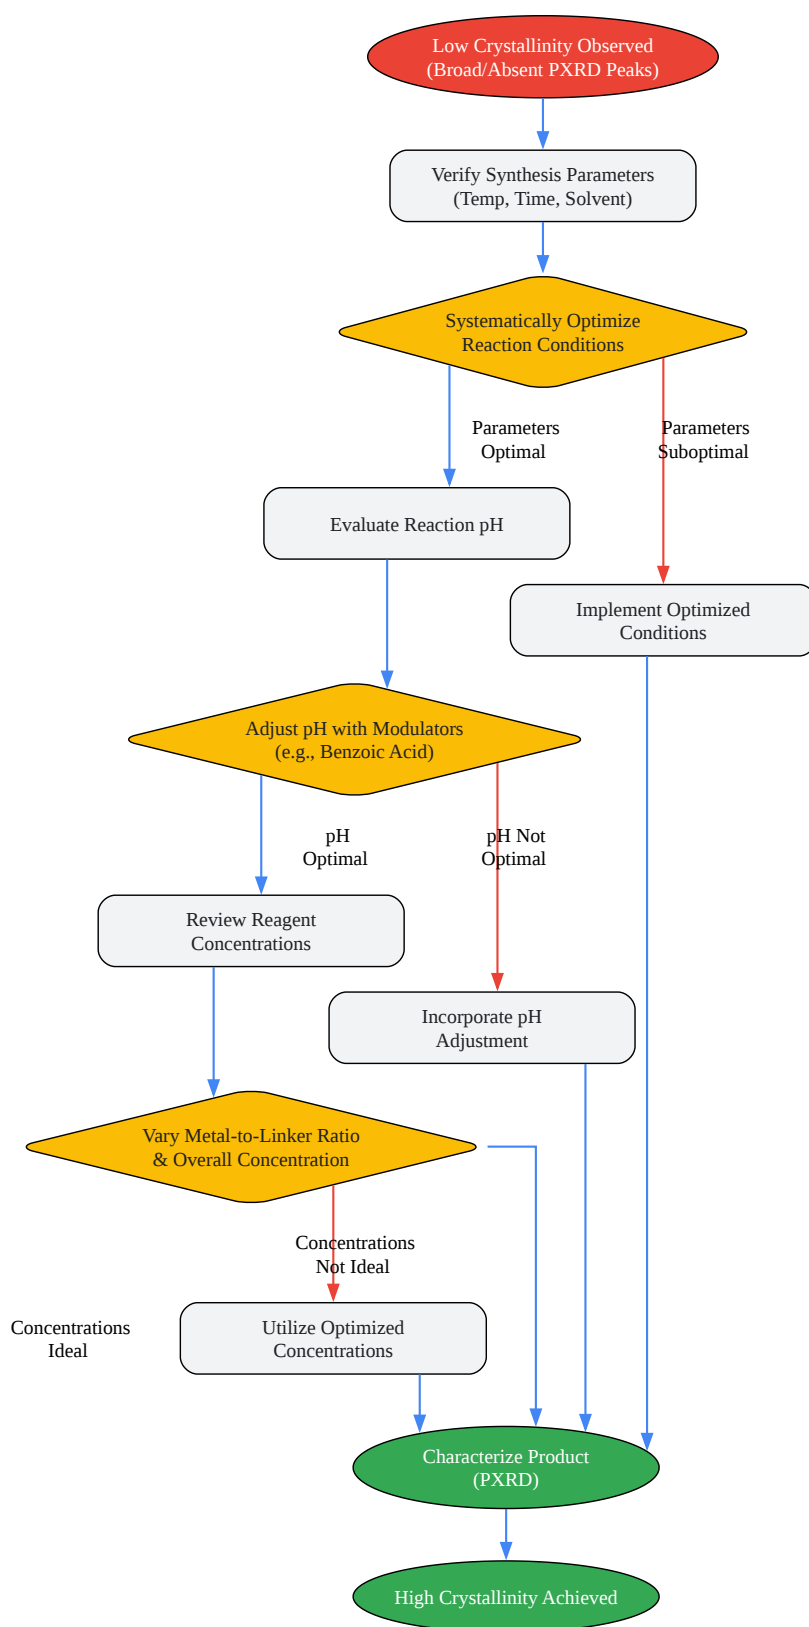 Low Crystallinity Observed
(Broad/Absent PXRD Peaks)
Verify Synthesis Parameters
(Temp, Time, Solvent)
Systematically Optimize
Reaction Conditions
Parameters
Optimal
Parameters
Suboptimal
Evaluate Reaction pH
Implement Optimized
Conditions
Adjust pH with Modulators
(e.g., Benzoic Acid)
pH
Optimal
pH Not
Optimal
Review Reagent
Concentrations
Incorporate pH
Adjustment
Vary Metal-to-Linker Ratio
& Overall Concentration
Concentrations
Not Ideal
Concentrations
Ideal
Utilize Optimized
Concentrations
Characterize Product
(PXRD)
High Crystallinity Achieved